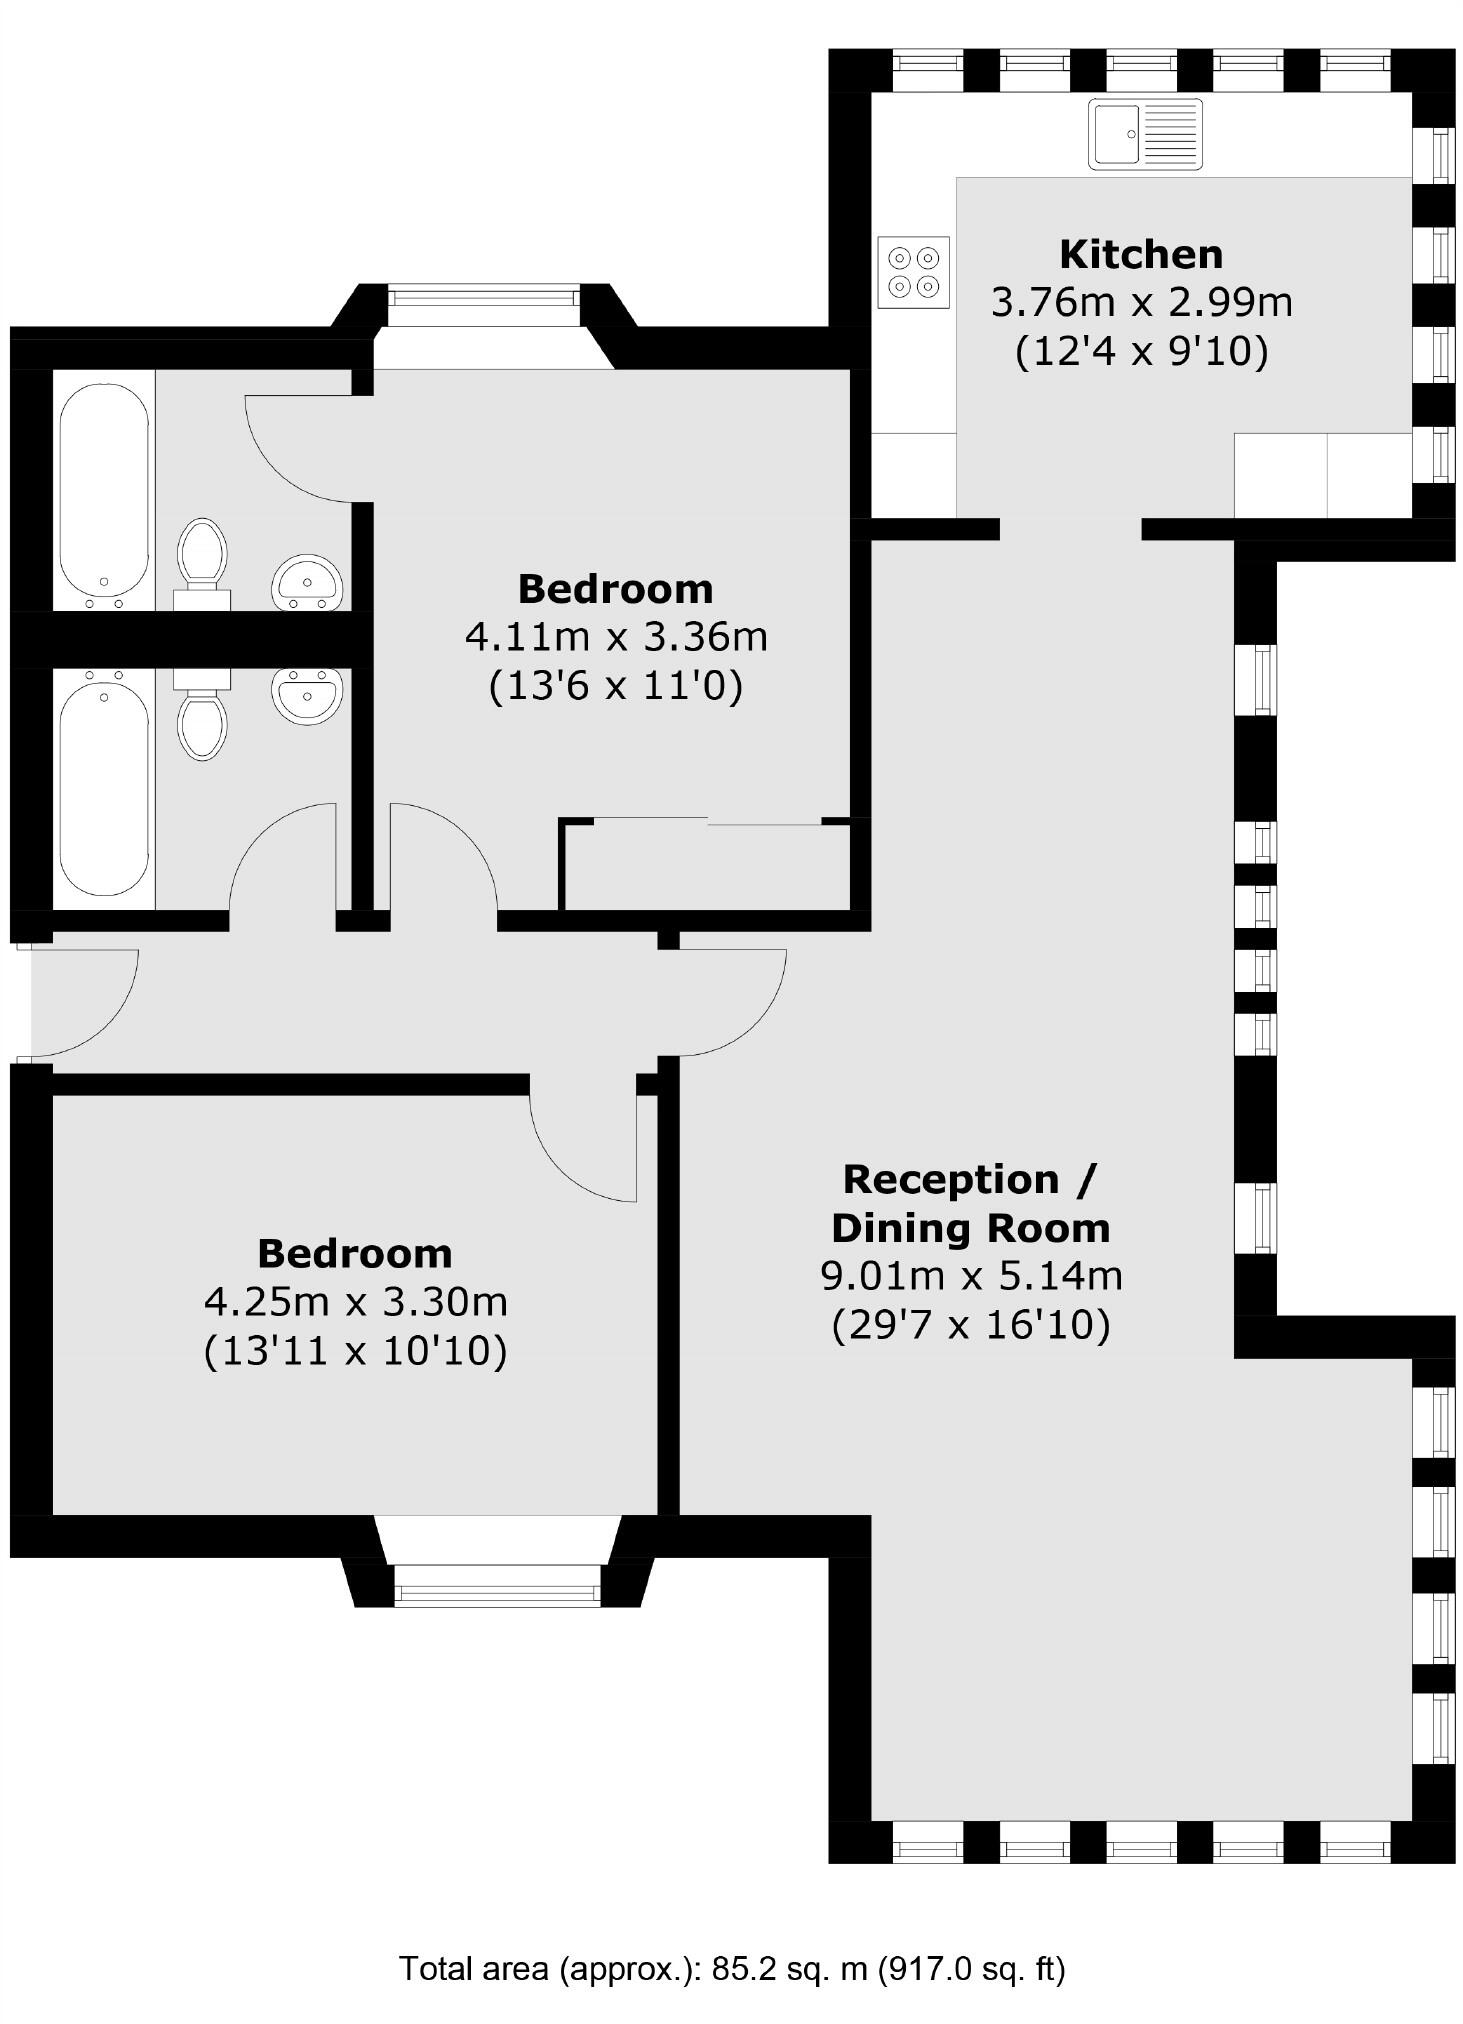 Kitchen
3.76m x 2.99m
(12'4 x 9'10)
Bedroom
4.11m x 3.36m
(13'6 x 11'0)
Reception /
Dining Room
9.01m x 5.14m
(29'7 x 16'10)
Bedroom
4.25m x 3.30m
(13'11 x 10'10)
Total area (approx.): 85.2 sq. m (917.0 sq. ft)